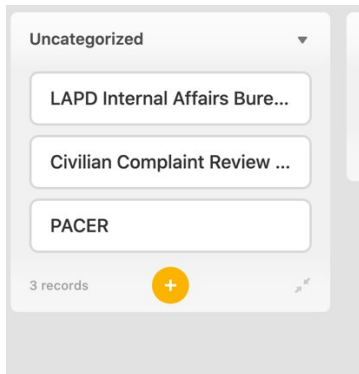 Uncategorized
LAPD Internal Affairs Bure...
Civilian Complaint Review ...
PACER
3 records